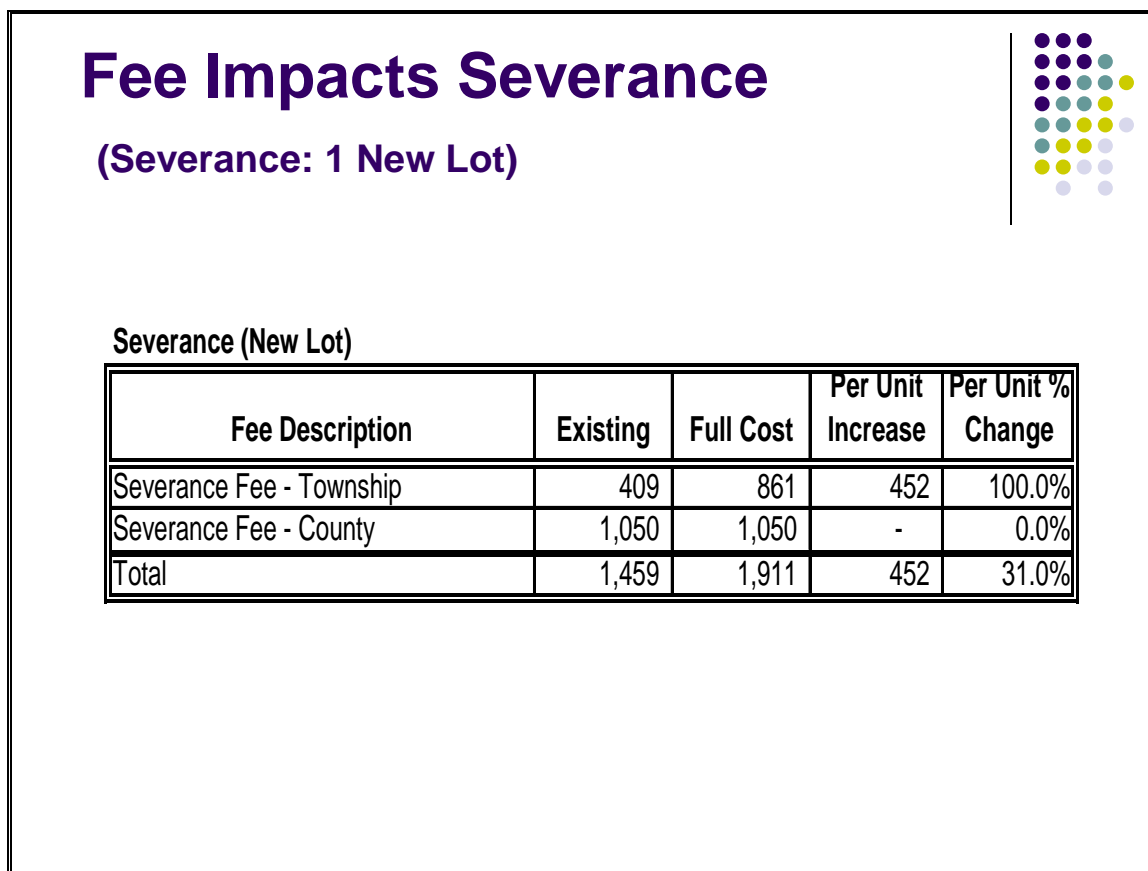 Fee Impacts Severance
(Severance: 1 New Lot)
Severance (New Lot)
Fee Description Existing Full Cost Per Unit Increase Per Unit % Change
Severance Fee - Township 409 861 452 100.0%
Severance Fee - County 1,050 1,050 - 0.0%
Total 1,459 1,911 452 31.0%